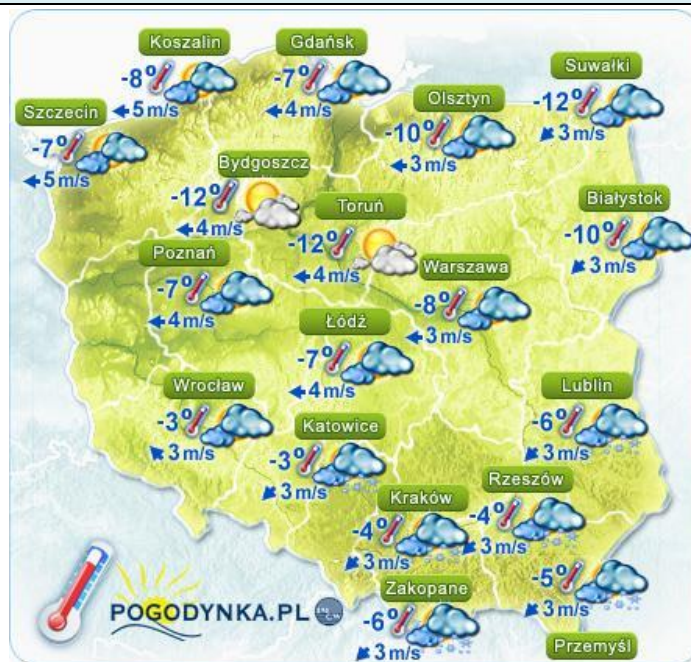 Koszalin
-8°
5 m/s
Gdańsk
-7°
4 m/s
Suwałki
-12°
3 m/s
Szczecin
-7°
5 m/s
Olsztyn
-10°
3 m/s
Bydgoszcz
-12°
4 m/s
Toruń
-12°
4 m/s
Białystok
-10°
3 m/s
Poznań
-7°
4 m/s
Warszawa
-8°
3 m/s
Łódź
-7°
4 m/s
Wrocław
-3°
3 m/s
Katowice
-3°
3 m/s
Lublin
-6°
3 m/s
Kraków
-4°
3 m/s
Rzeszów
-4°
3 m/s
Zakopane
-6°
3 m/s
-5°
3 m/s
Przemyśl
POGODYNKA.PL